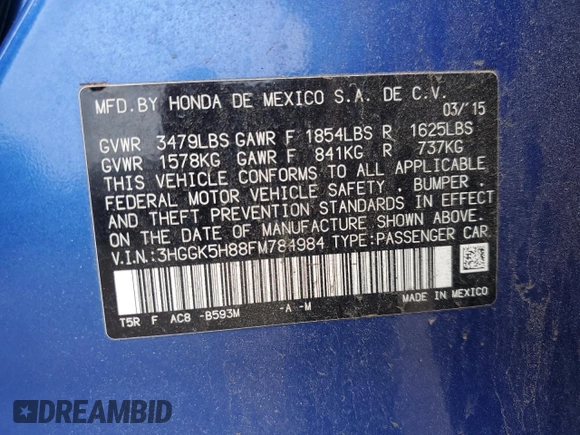 MFD.BY HONDA DE MEXICO S.A. DE C.V.
03/'15
GVWR 3479LBS GAWR F 1854LBS R 1625LBS
GVWR 1578KG GAWR F 841KG R 737KG
THIS VEHICLE CONFORMS TO ALL APPLICABLE
FEDERAL MOTOR VEHICLE SAFETY , BUMPER ,
AND THEFT PREVENTION STANDARDS IN EFFECT
ON THE DATE OF MANUFACTURE SHOWN ABOVE.
V.I.N.: 3HGGK5H88FM784984 TYPE:PASSENGER CAR
T5R F AC8 -B593M -A -M MADE IN MEXICO
DREAMBID